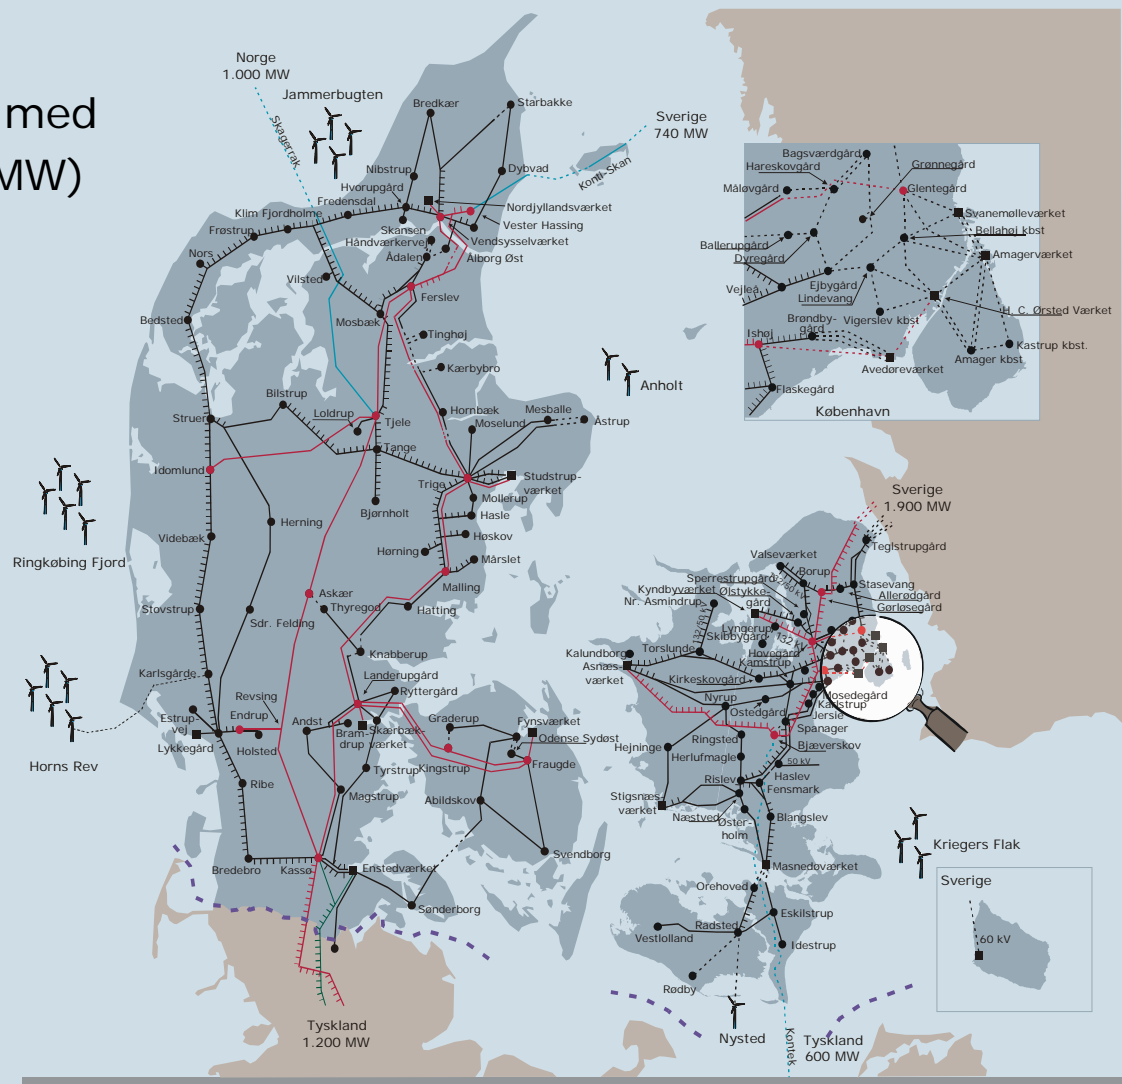 med
MW)
Norge
1.000 MW
Jammerbugten
Skagerrak
Bredkær
Starbakke
Sverige
740 MW
Konti-Skan
Nibstrup
Dybvad
Hvorupgård
Fredensdal
Nordjyllandsværket
Klim Fjordholme
Vester Hassing
Skansen
Frøstrup
Håndværkervej
Vendsysselværket
Nors
Ådalen
Ålborg Øst
Vilsted
Ferslev
Bedsted
Mosbæk
Tinghøj
Kærbybro
Anholt
Bilstrup
Loldrup
Hornbæk
Mesballe
Struer
Tjele
Moselund
Åstrup
Tange
Idomlund
Trige
Studstrup-
værket
Mollerup
Bjørnholt
Hasle
Herning
Videbæk
Høskov
Ringkøbing Fjord
Hørning
Mårslet
Malling
Askær
Stovstrup
Thyregod
Hatting
Sdr. Felding
Knabberup
Karlsgårde
Landerupgård
Ryttergård
Revsing
Horns Rev
Estrup-
vej
Endrup
Andst
Bram-
drup
Skærbæk-
værket
Graderup
Fynsværket
Odense Sydøst
Lykkegård
Holsted
Tyrstrup
Kingstrup
Fraugde
Ribe
Magstrup
Abildskov
Svendborg
Bredebro
Kassø
Enstedværket
Sønderborg
Tyskland
1.200 MW
Bagsværdgård
Hareskovgård
Grønnegård
Måløvgård
Glentegård
Svanemølleværket
Bellahøj kbst
Ballerupgård
Dyregård
Amagerværket
Vejleå
Ejbygård
Lindevang
H. C. Ørsted Værket
Brøndby-
gård
Vigerslev kbst
Ishøj
Kastrup kbst.
Avedøreværket
Amager kbst
Flaskegård
København
Sverige
1.900 MW
Teglstrupgård
Valseværket
Borup
Sperrestrupgård
132/50 kV
Stasevang
Kyndbyværket
Ølstykke-
gård
Allerødgård
Gørløsegård
Nr. Asmindrup
132/50 kV
Lyngerup
Skibbygård
132 kV
Kalundborg
Torslunde
Hovegård
Kamstrup
Asnæs-
værket
Kirkeskovgård
Mosedegård
Nyrup
Karlstrup
Ostedgård
Jersie
Spanager
Ringsted
Hejninge
Bjæverskov
Herlufmagle
50 kV
Rislev
Haslev
Fensmark
Stigsnæs-
værket
Næstved
Øster-
holm
Blangslev
Kriegers Flak
Masnedoværket
Orehoved
Eskilstrup
Radsted
Vestlolland
Idestrup
Rødby
Nysted
Kontek
Tyskland
600 MW
Sverige
60 kV